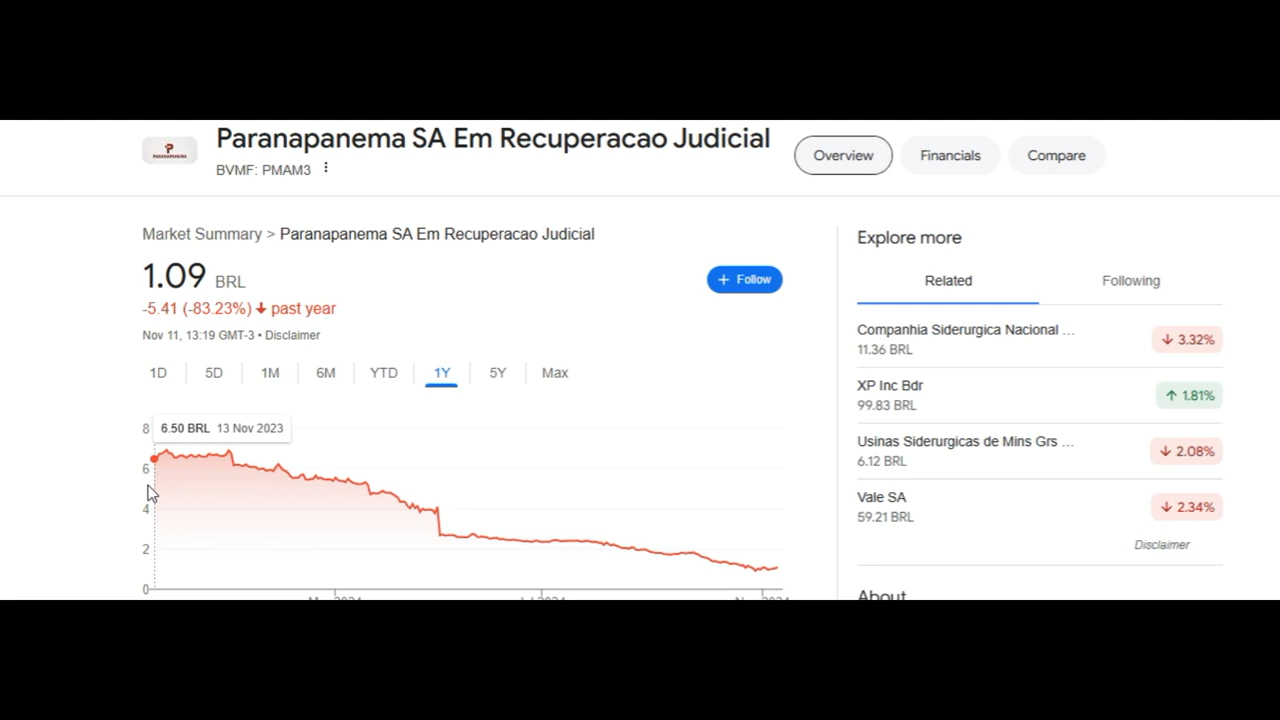 Paranapanema SA Em Recuperacao Judicial
PARANAPANEMA
BVMF: PMAM3
Overview
Financials
Compare
Market Summary > Paranapanema SA Em Recuperacao Judicial
1.09 BRL
+ Follow
-5.41 (-83.23%) ↓ past year
Nov 11, 13:19 GMT-3 • Disclaimer
1D
5D
1M
6M
YTD
1Y
5Y
Max
8
6.50 BRL 13 Nov 2023
6
4
2
0
Explore more
Related
Following
Companhia Siderurgica Nacional ...
11.36 BRL
↓ 3.32%
XP Inc Bdr
99.83 BRL
↑ 1.81%
Usinas Siderurgicas de Mins Grs ...
6.12 BRL
↓ 2.08%
Vale SA
59.21 BRL
↓ 2.34%
Disclaimer
About